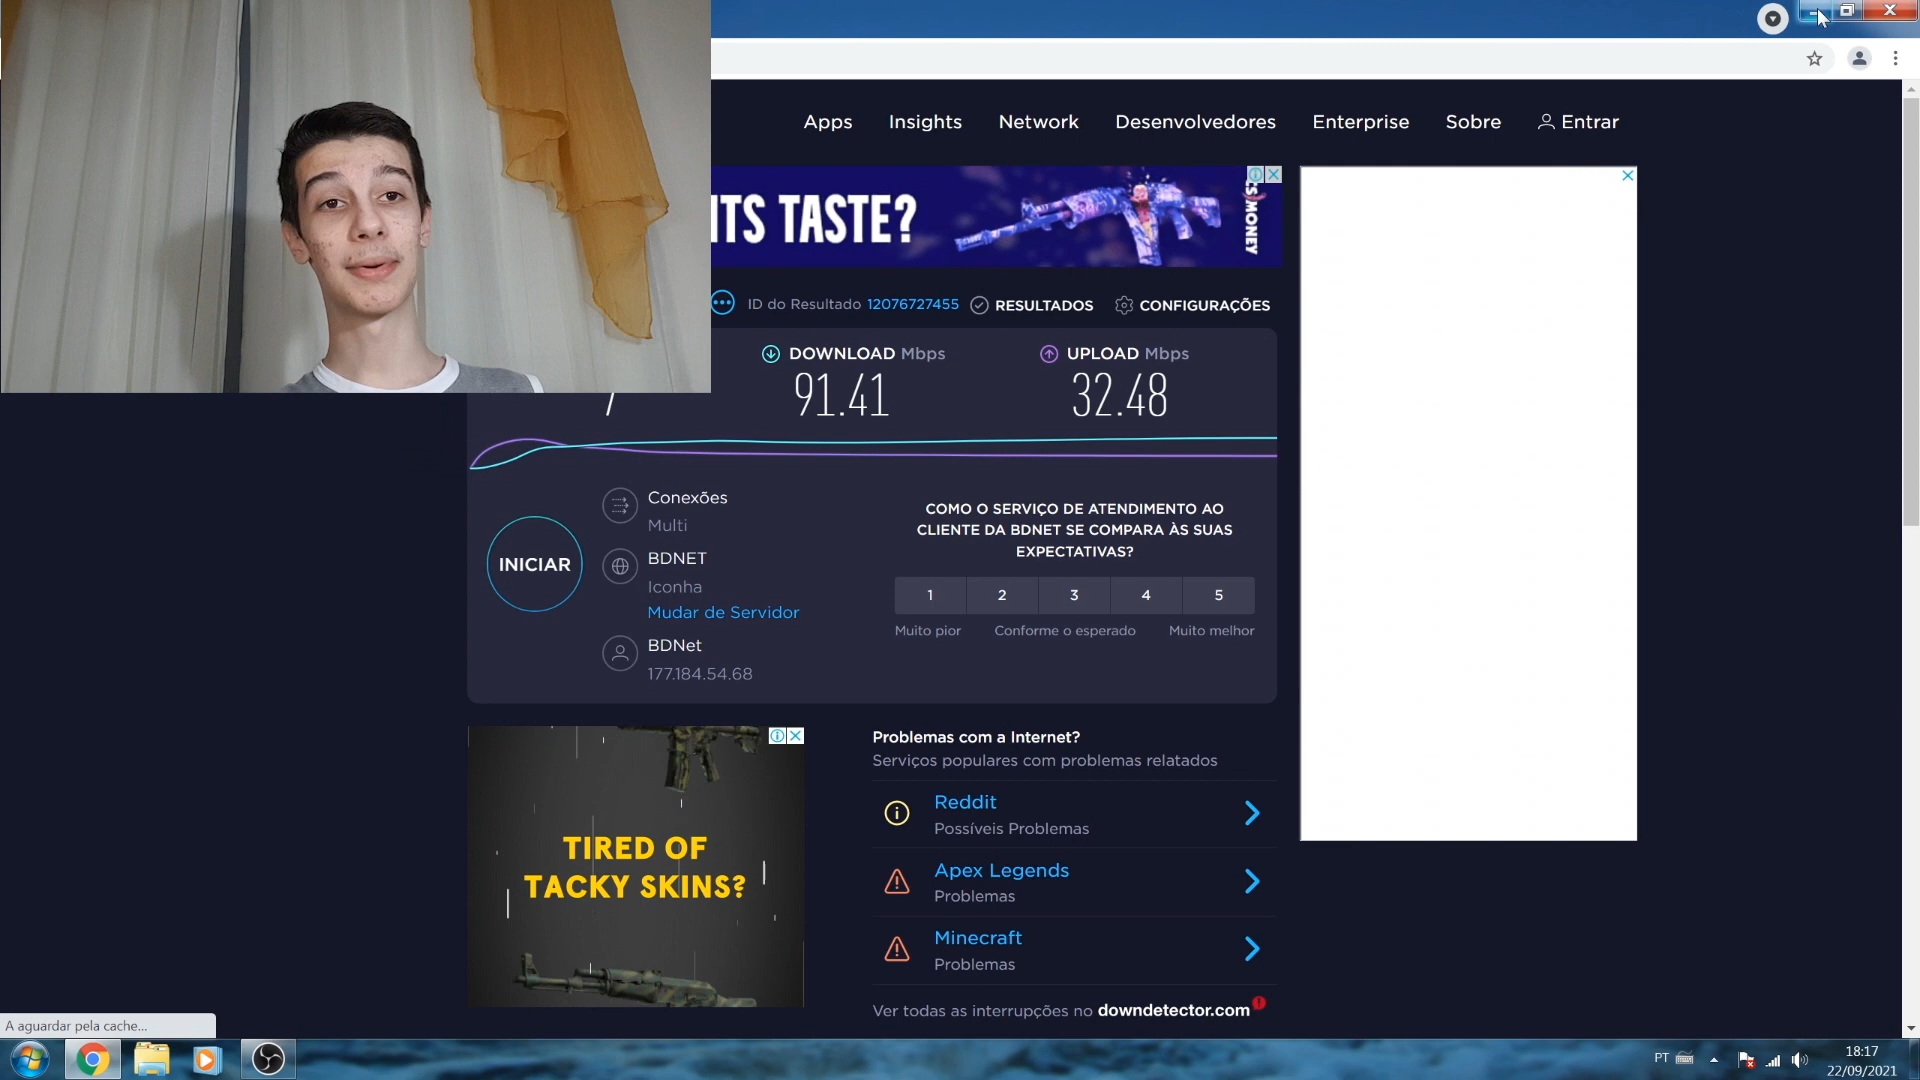 Apps Insights Network Desenvolvedores Enterprise Sobre Entrar
ITS TASTE?
CS.MONEY
ID do Resultado 12076727455 RESULTADOS CONFIGURAÇÕES
DOWNLOAD Mbps
91.41
UPLOAD Mbps
32.48
INICIAR
Conexões
Multi
BDNET
Iconha
Mudar de Servidor
BDNet
177.184.54.68
COMO O SERVIÇO DE ATENDIMENTO AO
CLIENTE DA BDNET SE COMPARA ÀS SUAS
EXPECTATIVAS?
1 2 3 4 5
Muito pior Conforme o esperado Muito melhor
TIRED OF
TACKY SKINS?
Problemas com a Internet?
Serviços populares com problemas relatados
Reddit
Possíveis Problemas
Apex Legends
Problemas
Minecraft
Problemas
Ver todas as interrupções no downdetector.com
A aguardar pela cache...
PT
18:17
22/09/2021